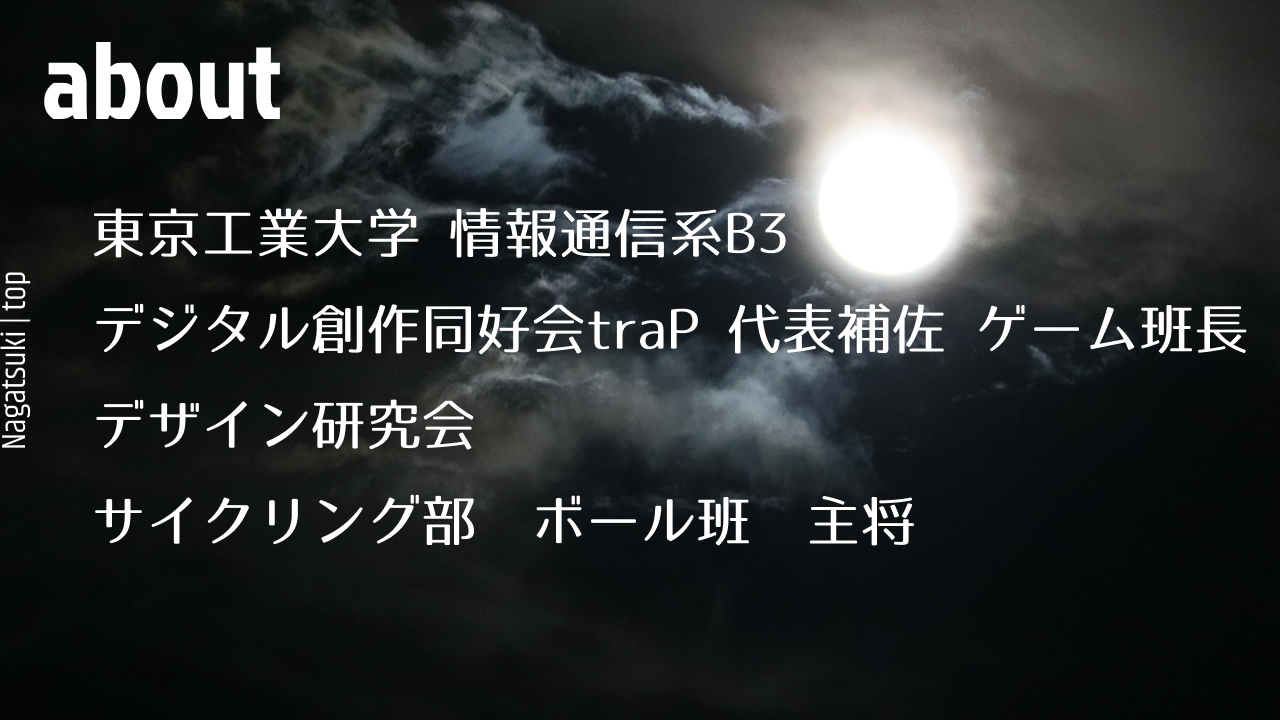 about
東京工業大学 情報通信系B3
デジタル創作同好会traP 代表補佐 ゲーム班長
デザイン研究会
サイクリング部　ボール班　主将
Nagatsuki | top